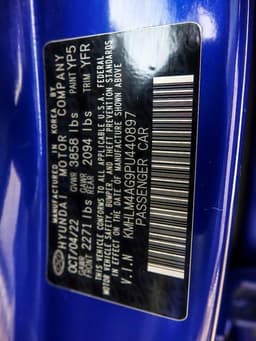 MANUFACTURED IN KOREA BY
HYUNDAI MOTOR COMPANY PAINT YP5
OCT/04/22 GVWR 3858 lbs TRIM YFR
GAWR FRONT 2271 lbs GAWR REAR 2094 lbs
THIS VEHICLE CONFORMS TO ALL APPLICABLE U.S.A. FEDERAL
MOTOR VEHICLE SAFETY, BUMPER, AND THEFT PREVENTION STANDARDS
IN EFFECT ON THE DATE OF MANUFACTURE SHOWN ABOVE
V.I.N KMHLM4AG9PU440897
PASSENGER CAR